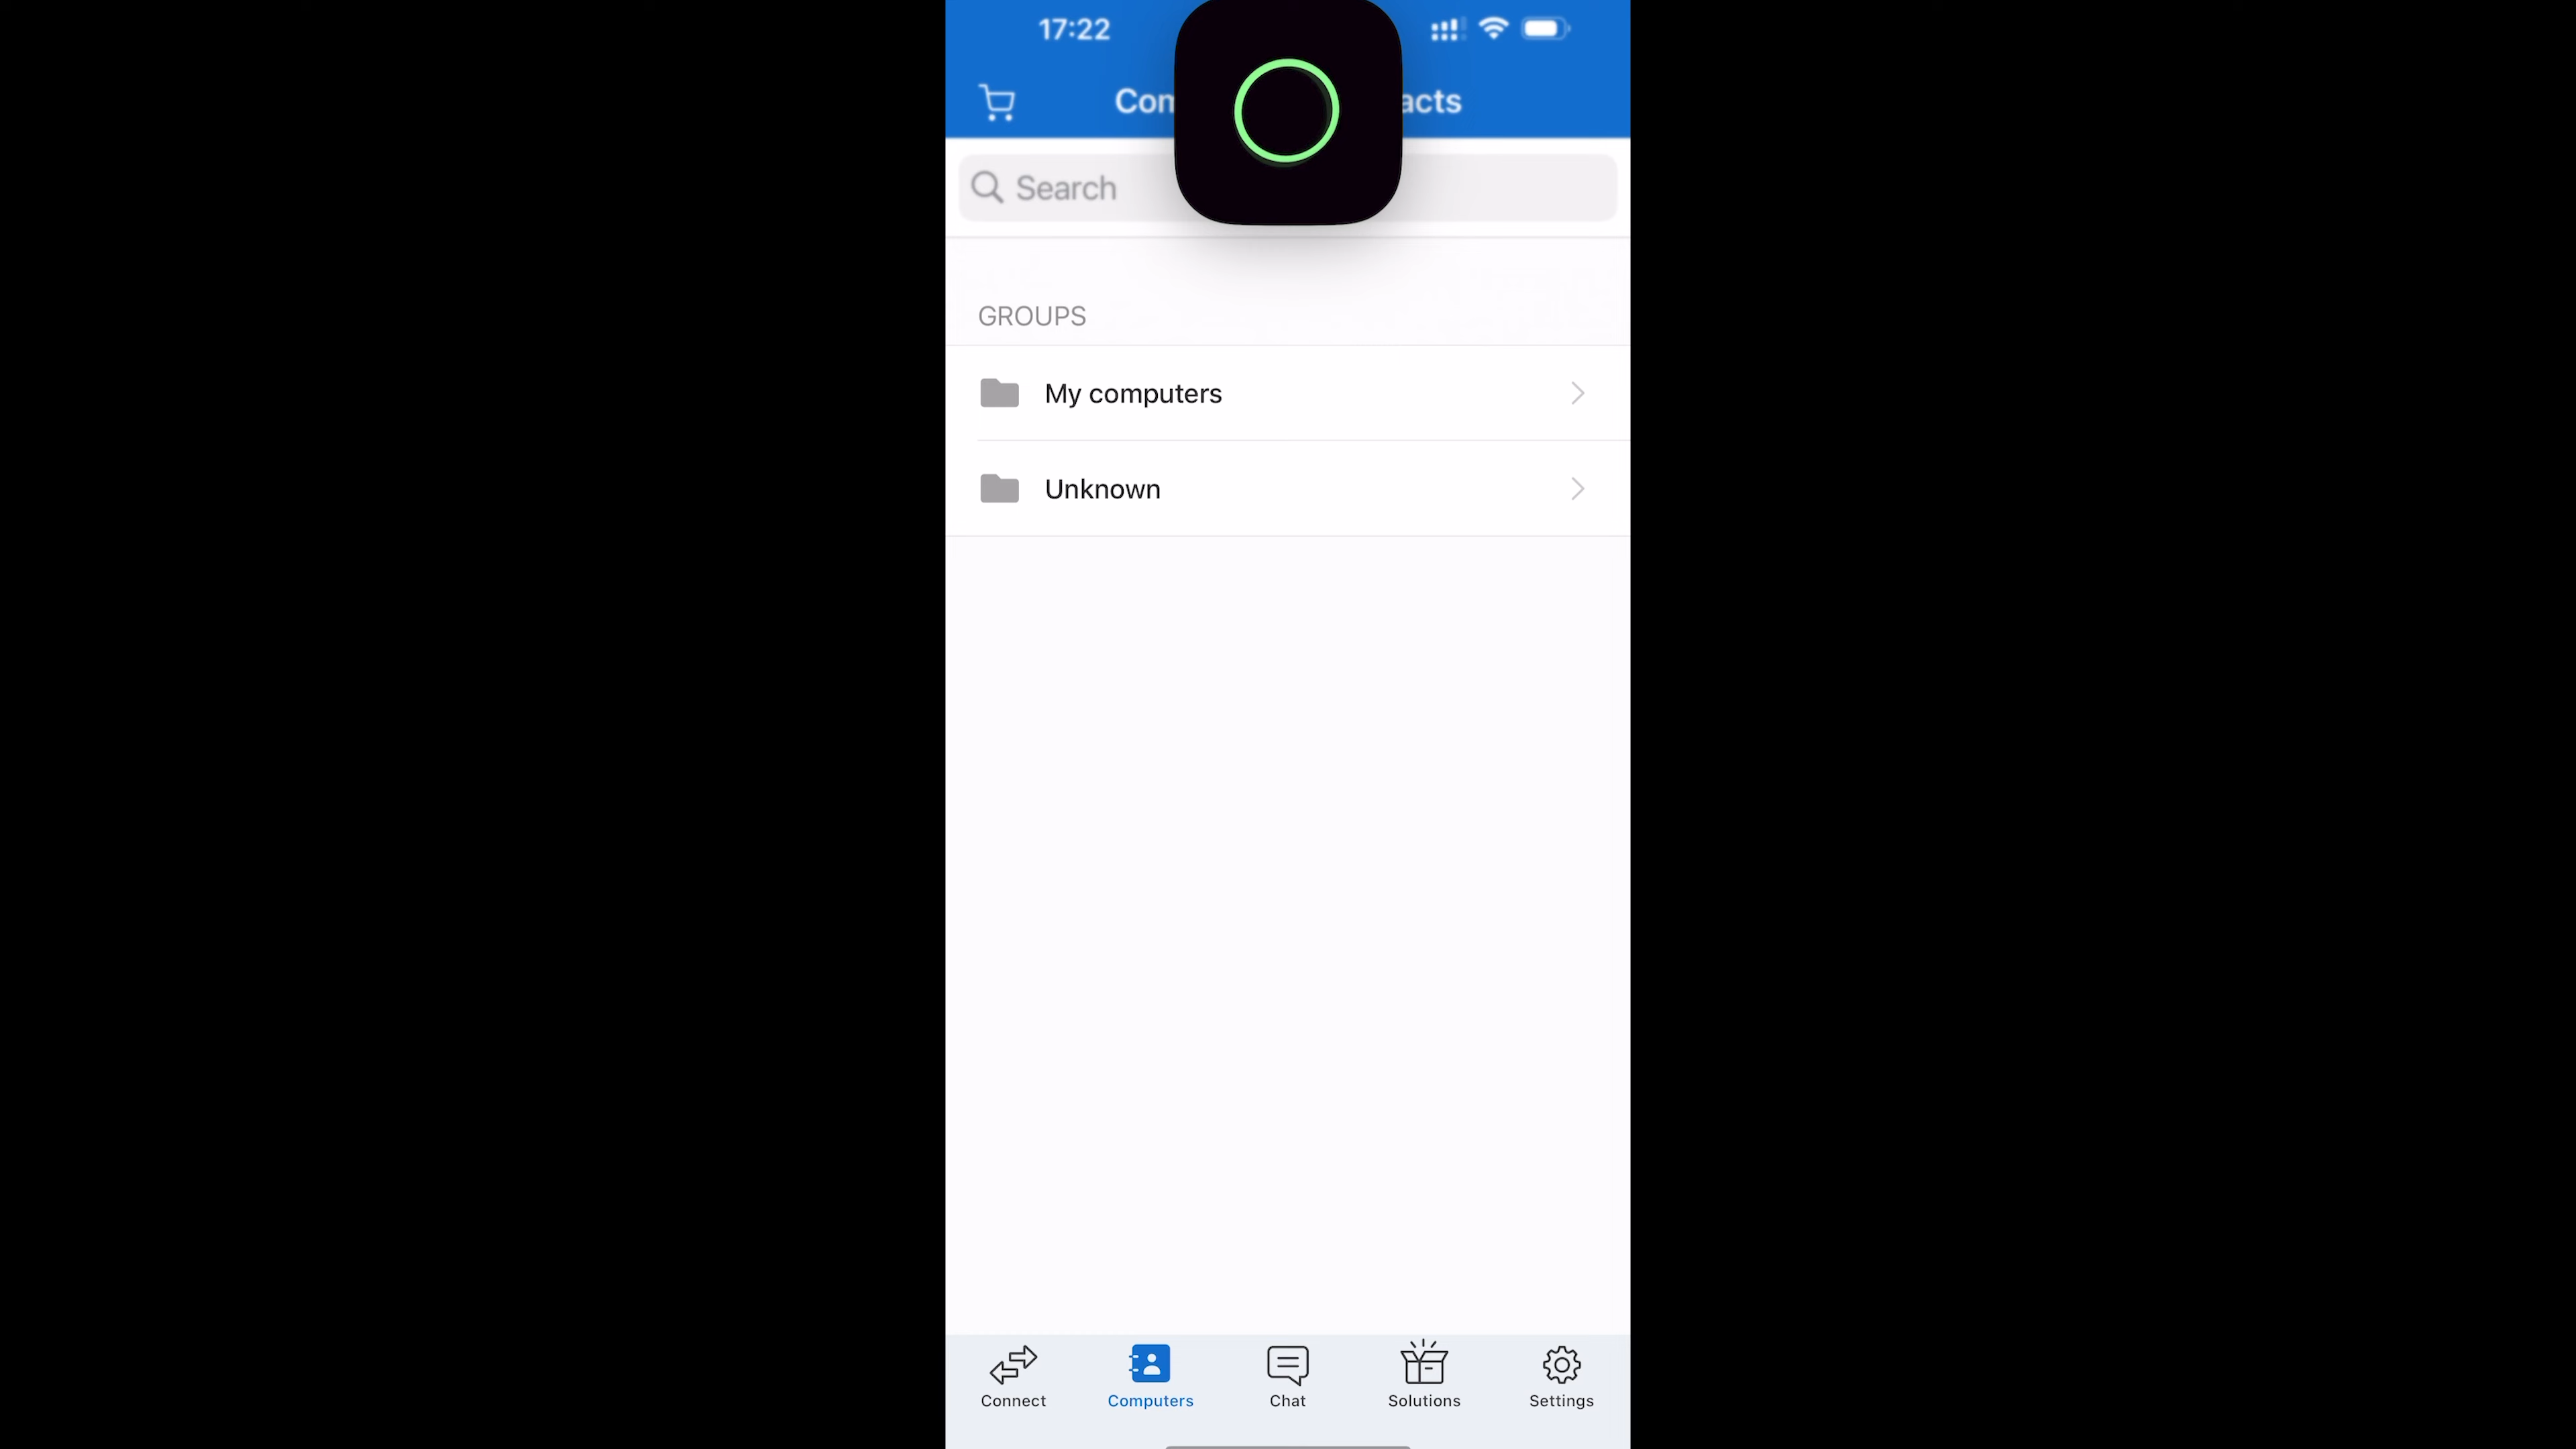 17:22
Con acts
Search
GROUPS
My computers
Unknown
Connect
Computers
Chat
Solutions
Settings